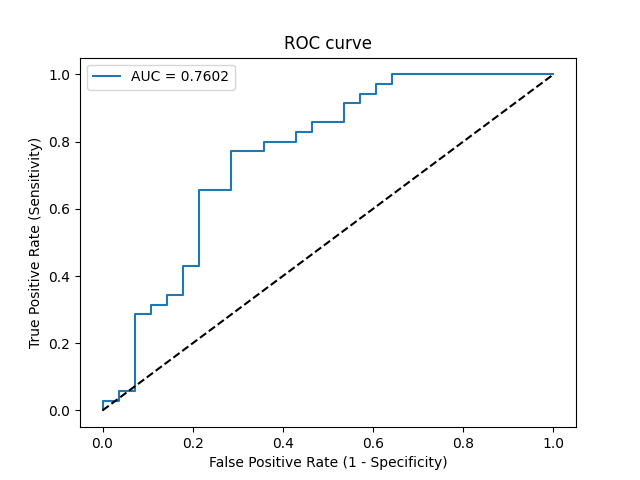 ROC curve
AUC = 0.7602
1.0
0.8
0.6
0.4
0.2
0.0
True Positive Rate (Sensitivity)
0.0 0.2 0.4 0.6 0.8 1.0
False Positive Rate (1 - Specificity)